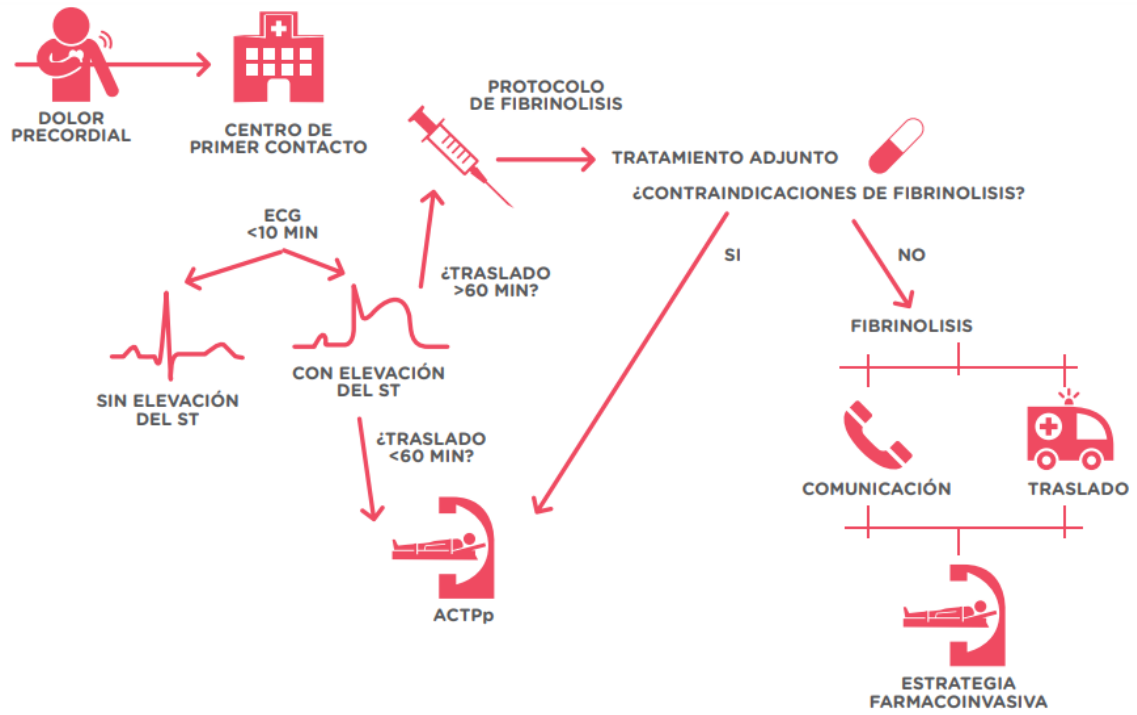 DOLOR
PRECORDIAL
CENTRO DE
PRIMER CONTACTO
PROTOCOLO
DE FIBRINOLISIS
TRATAMIENTO ADJUNTO
¿CONTRAINDICACIONES DE FIBRINOLISIS?
ECG
<10 MIN
¿TRASLADO
>60 MIN?
SI
NO
SIN ELEVACIÓN
DEL ST
CON ELEVACIÓN
DEL ST
FIBRINOLISIS
¿TRASLADO
<60 MIN?
COMUNICACIÓN
TRASLADO
ACTPp
ESTRATEGIA
FARMACOINVASIVA